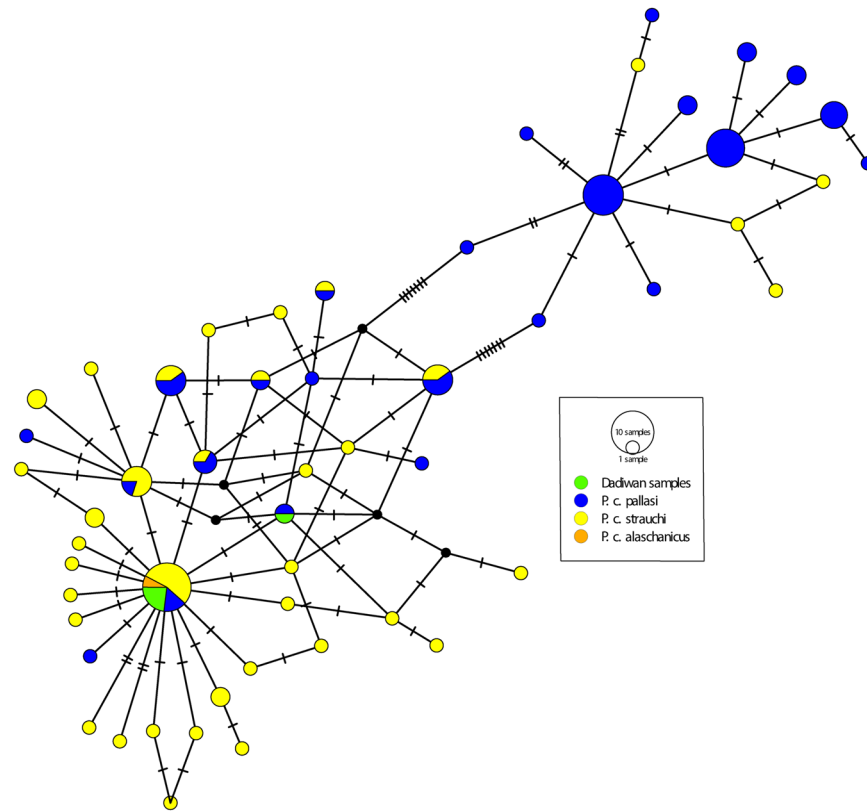 10 samples
1 sample
Dadiwan samples
P. c. pallasi
P. c. strauchi
P. c. alaschanicus